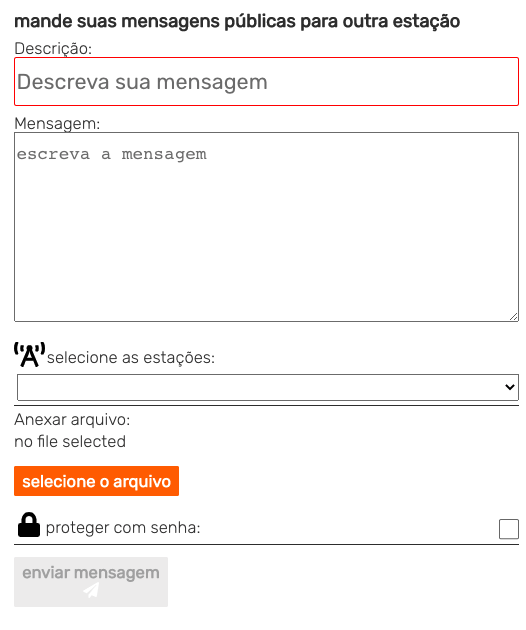 mande suas mensagens públicas para outra estação
Descrição:
Descreva sua mensagem
Mensagem:
escreva a mensagem
selecione as estações:
Anexar arquivo:
no file selected
selecione o arquivo
proteger com senha:
enviar mensagem